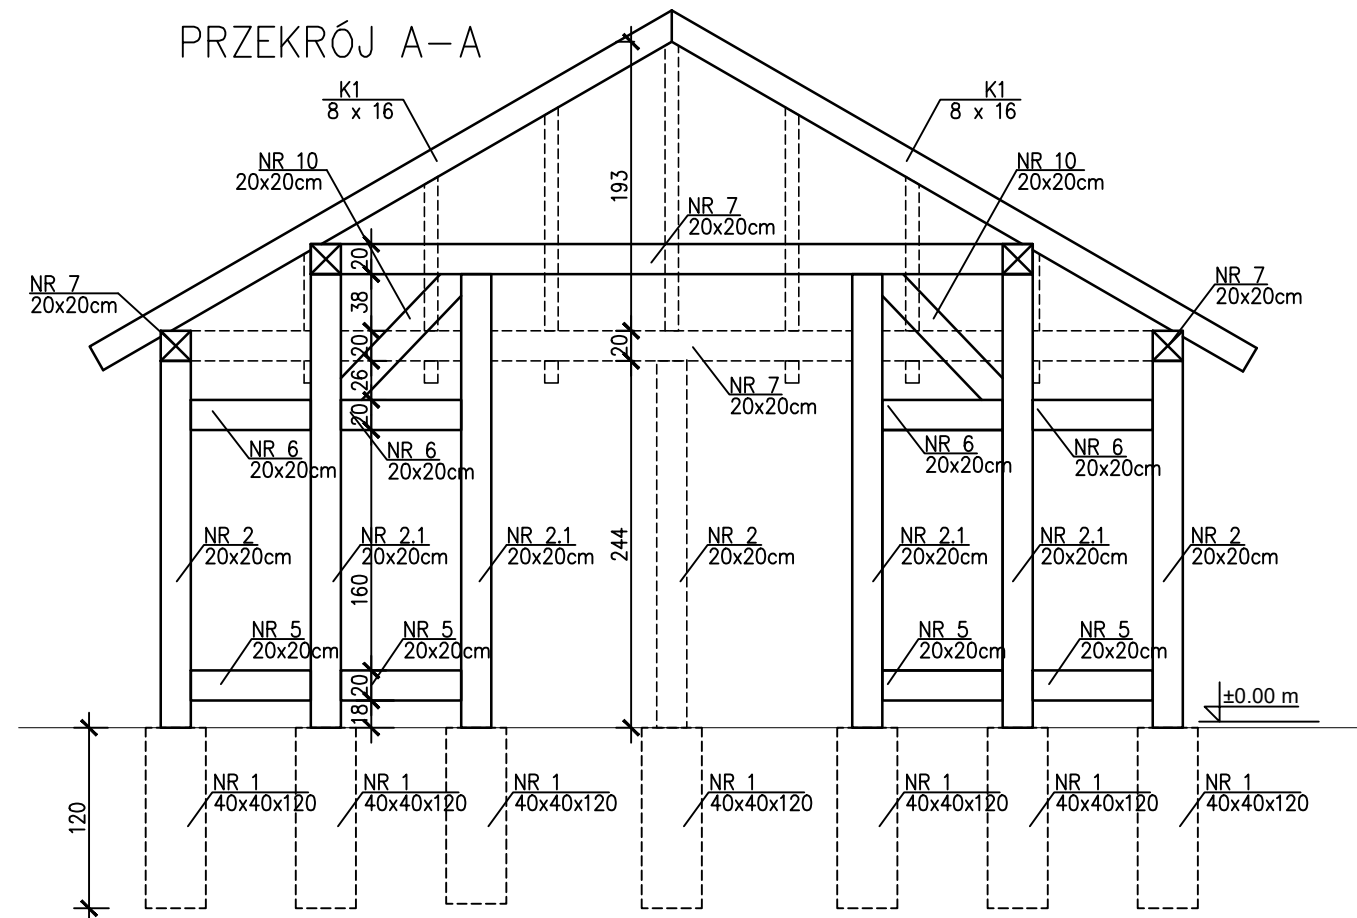 PRZEKRÓJ A-A
K1
8 x 16
K1
8 x 16
NR 10
20x20cm
NR 10
20x20cm
193
NR 7
20x20cm
20
NR 7
20x20cm
NR 7
20x20cm
38
20
20
26
NR 7
20x20cm
20
NR 6
20x20cm
NR 6
20x20cm
NR 6
20x20cm
NR 6
20x20cm
NR 2
20x20cm
NR 2.1
20x20cm
NR 2.1
20x20cm
244
NR 2
20x20cm
NR 2.1
20x20cm
NR 2.1
20x20cm
NR 2
20x20cm
160
NR 5
20x20cm
NR 5
20x20cm
NR 5
20x20cm
NR 5
20x20cm
20
18
±0.00 m
120
NR 1
40x40x120
NR 1
40x40x120
NR 1
40x40x120
NR 1
40x40x120
NR 1
40x40x120
NR 1
40x40x120
NR 1
40x40x120